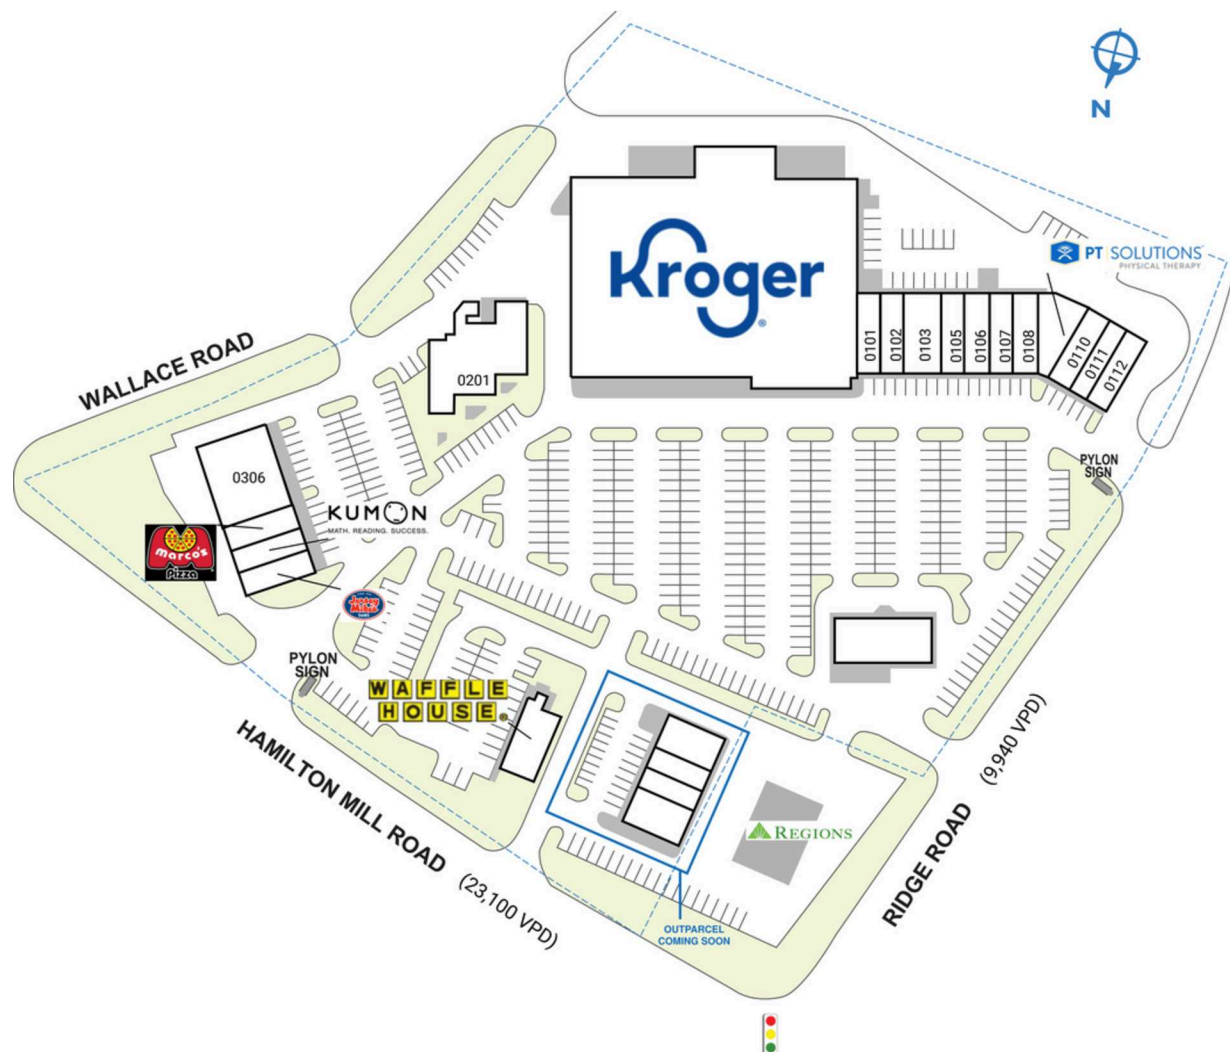 N
Kroger
®
PT SOLUTIONS
PHYSICAL THERAPY
0101
0102
0103
0105
0106
0107
0108
0110
0111
0112
WALLACE ROAD
0201
0306
KUMON
MATH. READING. SUCCESS.
PYLON
SIGN
Marco's
Pizza
Jersey
Mike's
SUBS
PYLON
SIGN
WAFFLE
HOUSE®
HAMILTON MILL ROAD (23,100 VPD)
RIDGE ROAD (9,940 VPD)
REGIONS
OUTPARCEL
COMING SOON